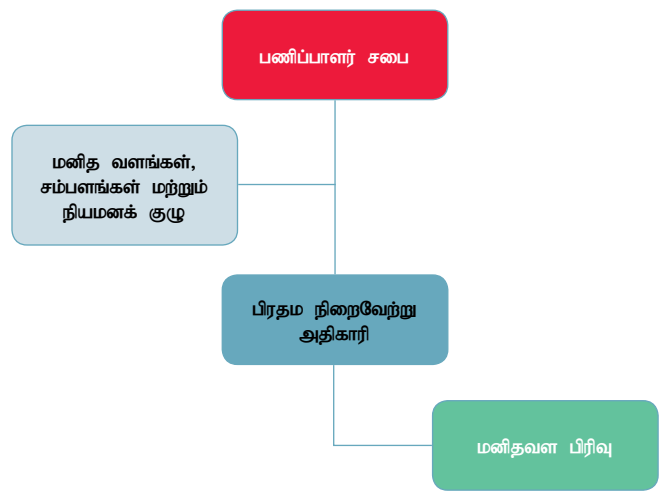 பணிப்பாளர் சபை
மனித வளங்கள்,
சம்பளங்கள் மற்றும்
நியமனக் குழு
பிரதம நிறைவேற்று
அதிகாரி
மனிதவள பிரிவு